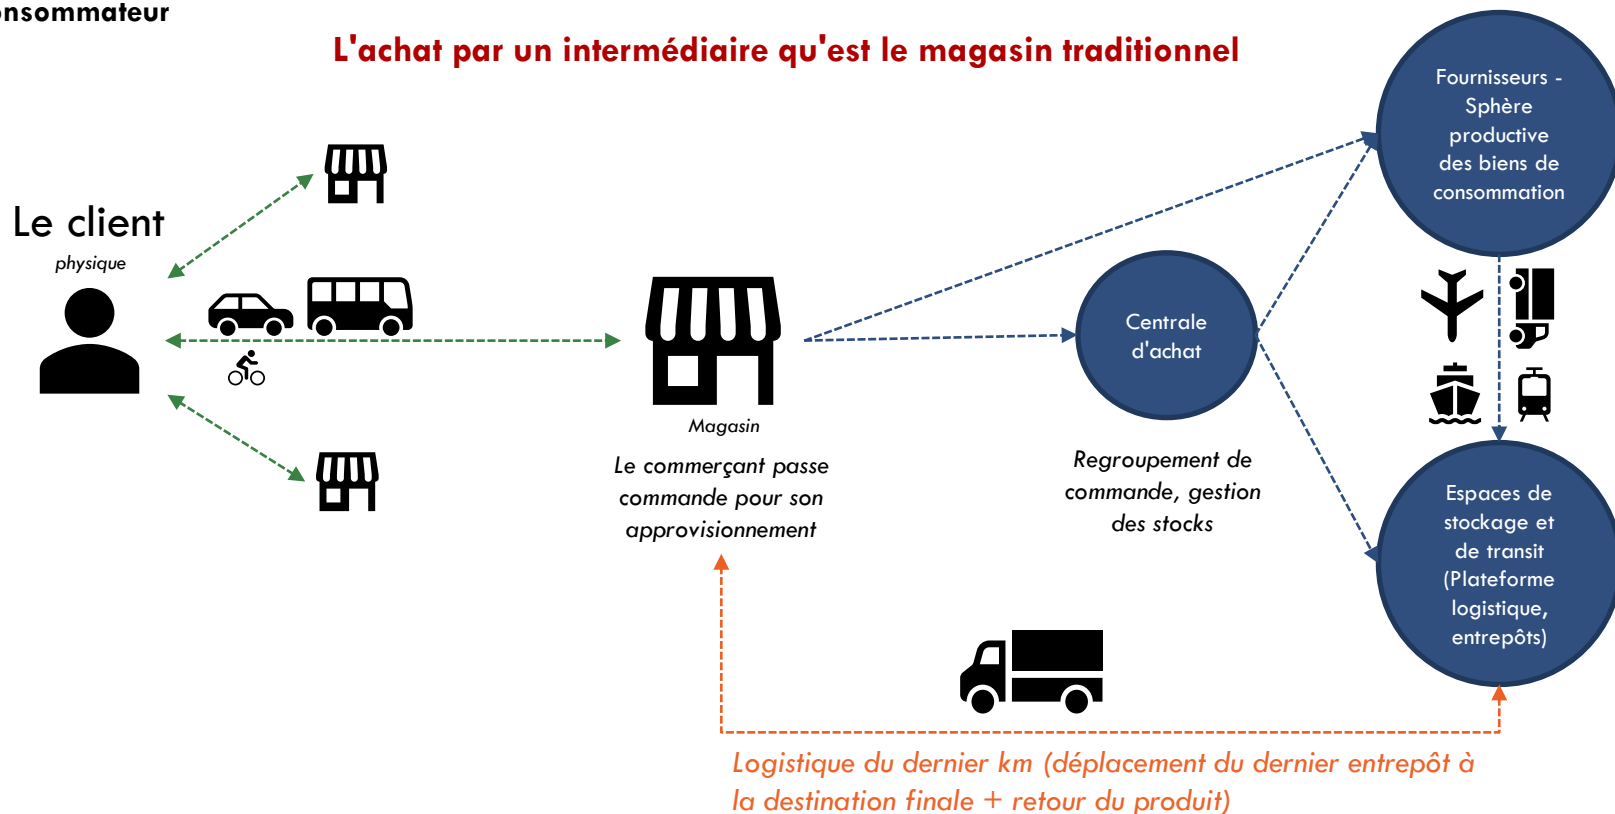 onsommateur
L'achat par un intermédiaire qu'est le magasin traditionnel
Fournisseurs -
Sphère
productive
des biens de
consommation
Le client
physique
Centrale
d'achat
Magasin
Le commerçant passe
commande pour son
approvisionnement
Regroupement de
commande, gestion
des stocks
Espaces de
stockage et
de transit
(Plateforme
logistique,
entrepôts)
Logistique du dernier km (déplacement du dernier entrepôt à
la destination finale + retour du produit)